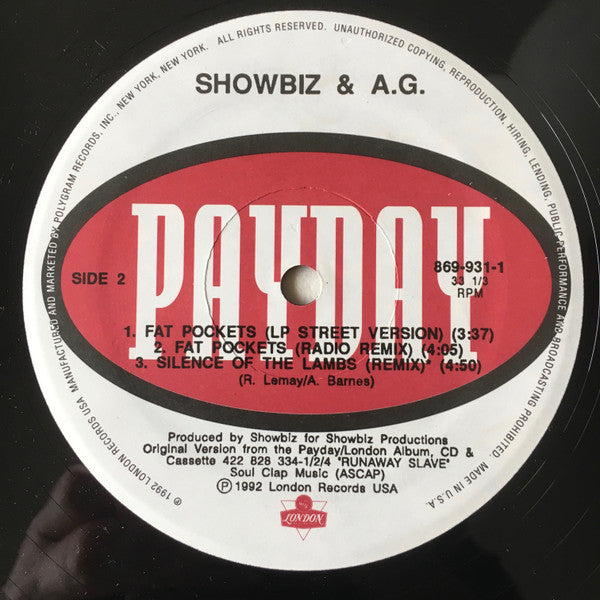 SHOWBIZ & A.G.
PAYDAY
SIDE 2
869-931-1
33 1/3
RPM
1. FAT POCKETS (LP STREET VERSION) (3:37)
2. FAT POCKETS (RADIO REMIX) (4:05)
3. SILENCE OF THE LAMBS (REMIX)* (4:50)
(R. Lemay/A. Barnes)
Produced by Showbiz for Showbiz Productions
Original Version from the Payday/London Album, CD &
Cassette 422 828 334-1/2/4 "RUNAWAY SLAVE"
Soul Clap Music (ASCAP)
Ⓟ 1992 London Records USA
LONDON
℗ 1992 LONDON RECORDS USA MANUFACTURED AND MARKETED BY POLYGRAM RECORDS, INC., NEW YORK, NEW YORK. ALL RIGHTS RESERVED. UNAUTHORIZED COPYING, REPRODUCTION, HIRING, LENDING, PUBLIC PERFORMANCE AND BROADCASTING PROHIBITED. MADE IN U.S.A.